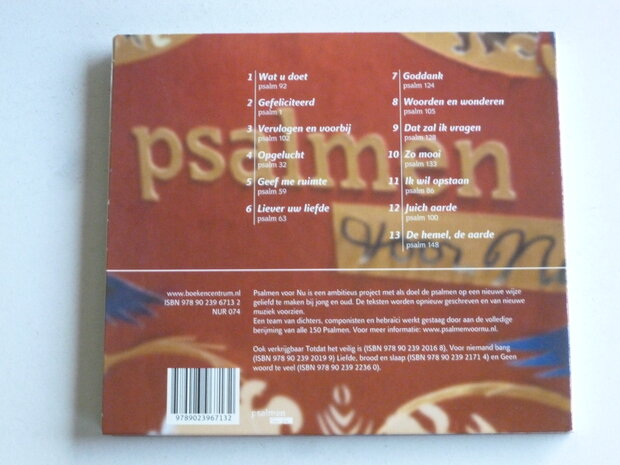 1 Wat u doet
psalm 92
2 Gefeliciteerd
psalm 1
3 Vervlogen en voorbij
psalm 102
4 Opgelucht
psalm 32
5 Geef me ruimte
psalm 59
6 Liever uw liefde
psalm 63
7 Goddank
psalm 124
8 Woorden en wonderen
psalm 105
9 Dat zal ik vragen
psalm 121
10 Zo mooi
psalm 133
11 Ik wil opstaan
psalm 86
12 Juich aarde
psalm 100
13 De hemel, de aarde
psalm 148
psalmen
voor Nu
www.boekencentrum.nl
ISBN 978 90 239 6713 2
NUR 074
Psalmen voor Nu is een ambitieus project met als doel de psalmen op een nieuwe wijze
geliefd te maken bij jong en oud. De teksten worden opnieuw geschreven en van nieuwe
muziek voorzien.
Een team van dichters, componisten en hebraïci werkt gestaag door aan de volledige
berijming van alle 150 Psalmen. Voor meer informatie: www.psalmenvoornu.nl.
Ook verkrijgbaar Totdat het veilig is (ISBN 978 90 239 2016 8). Voor niemand bang
(ISBN 978 90 239 2019 9) Liefde, brood en slaap (ISBN 978 90 239 2171 4) en Geen
woord te veel (ISBN 978 90 239 2236 0).
9789023967132
psalmen